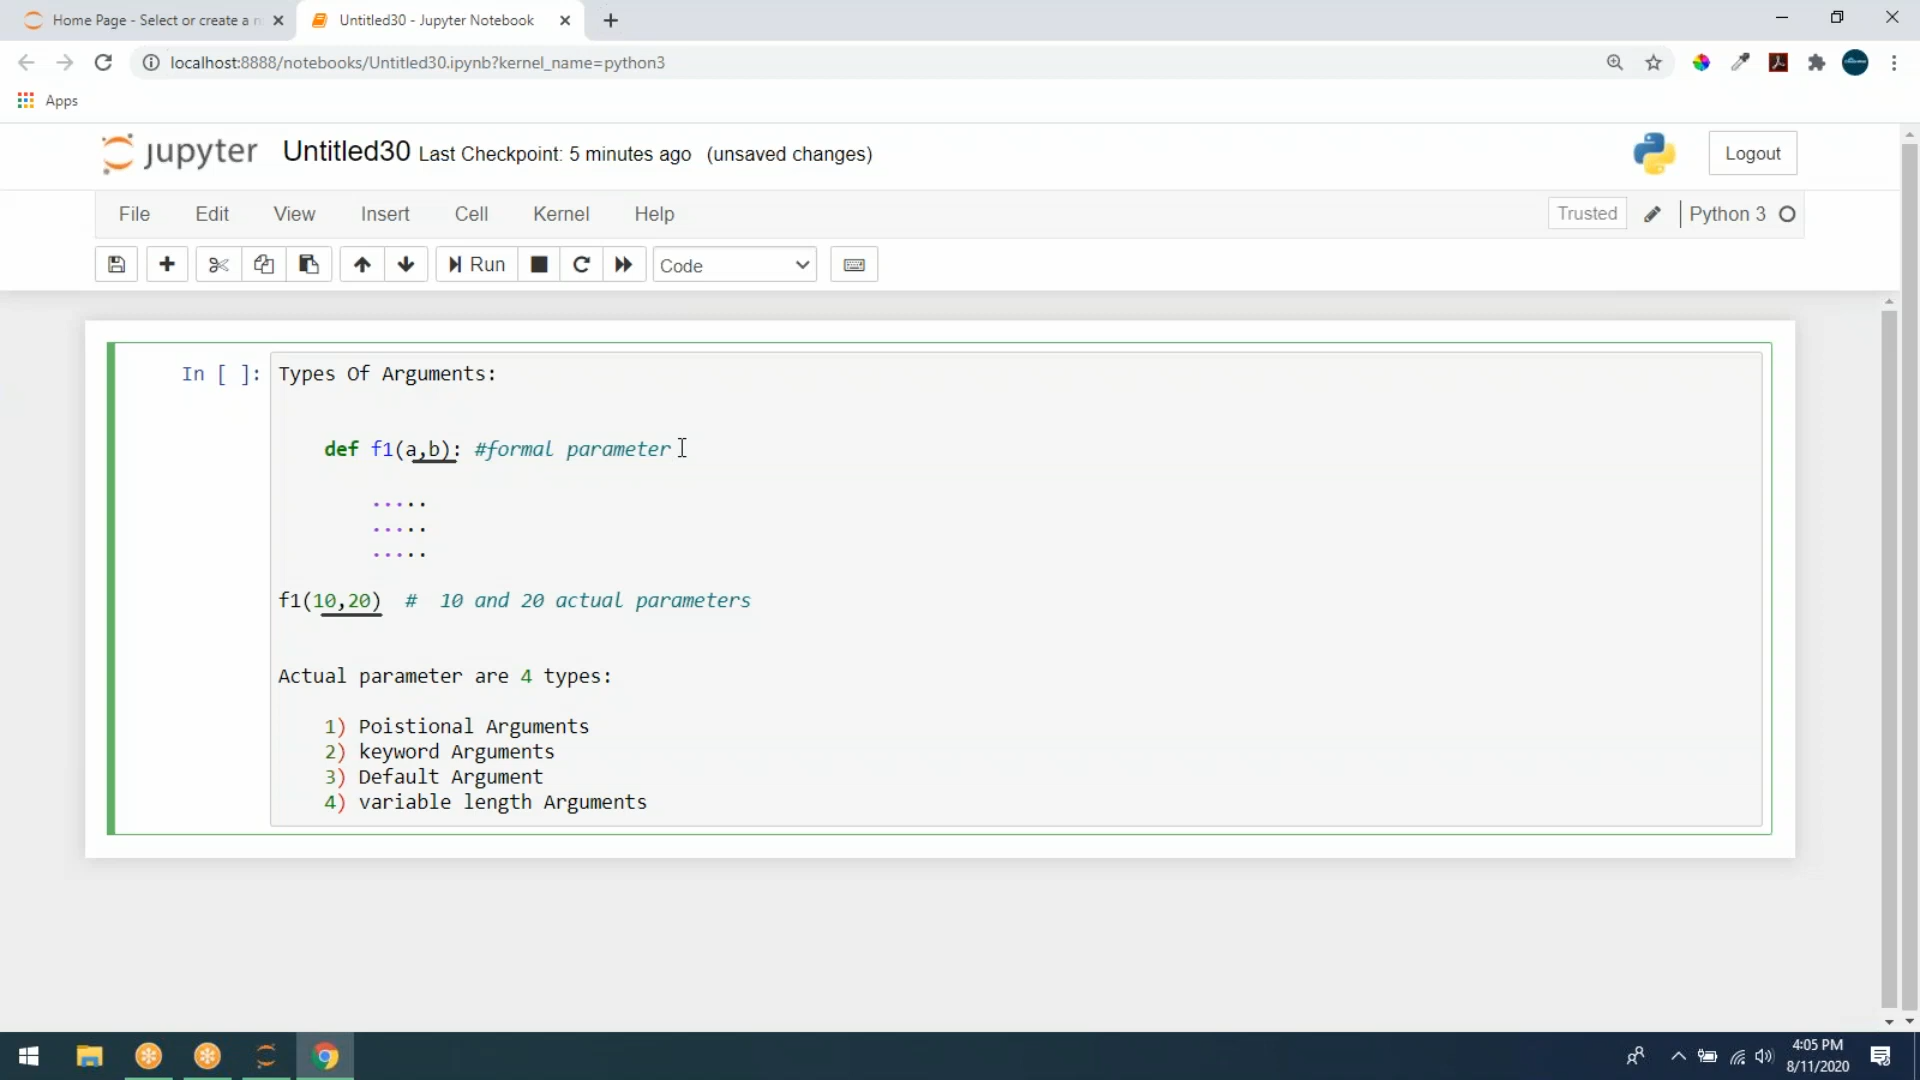 Home Page - Select or create a n
Untitled30 - Jupyter Notebook
localhost:8888/notebooks/Untitled30.ipynb?kernel_name=python3
Apps
jupyter Untitled30 Last Checkpoint: 5 minutes ago (unsaved changes)
Logout
File Edit View Insert Cell Kernel Help
Trusted
Python 3
Run
Code
In [ ]: Types Of Arguments:
def f1(a,b): #formal parameter
.....
.....
.....
f1(10,20) # 10 and 20 actual parameters
Actual parameter are 4 types:
1) Poistional Arguments
2) keyword Arguments
3) Default Argument
4) variable length Arguments
4:05 PM
8/11/2020